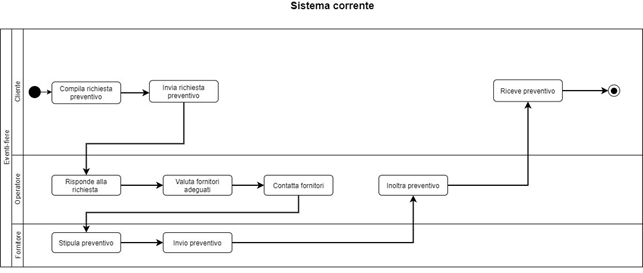 Sistema corrente
Eventi-fiere
Cliente
Compila richiesta
preventivo
Invia richiesta
preventivo
Riceve preventivo
Operatore
Risponde alla
richiesta
Valuta fornitori
adeguati
Contatta fornitori
Inoltra preventivo
Fornitore
Stipula preventivo
Invio preventivo